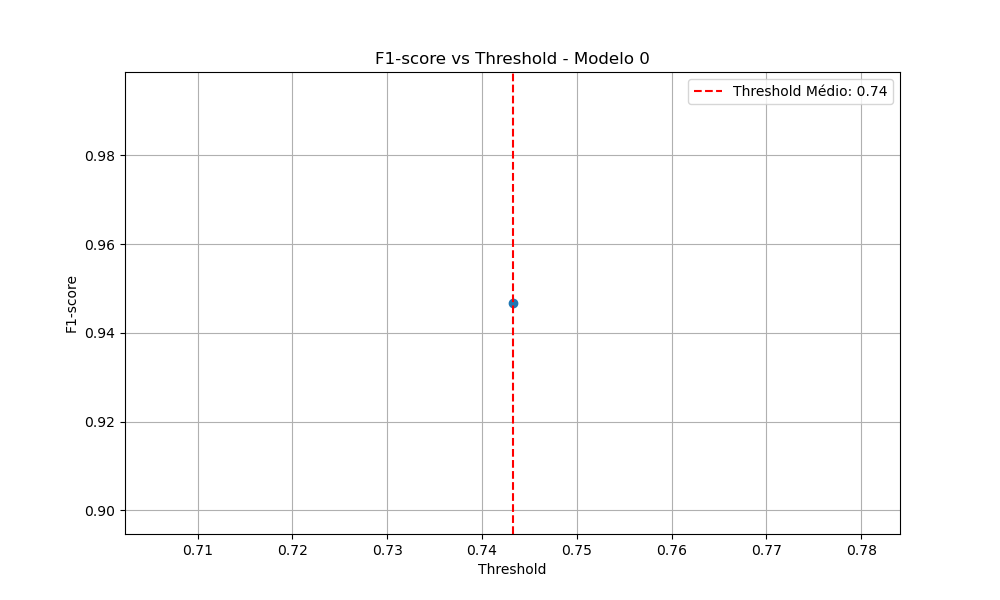 F1-score vs Threshold - Modelo 0
Threshold Médio: 0.74
F1-score
0.98
0.96
0.94
0.92
0.90
0.71 0.72 0.73 0.74 0.75 0.76 0.77 0.78
Threshold